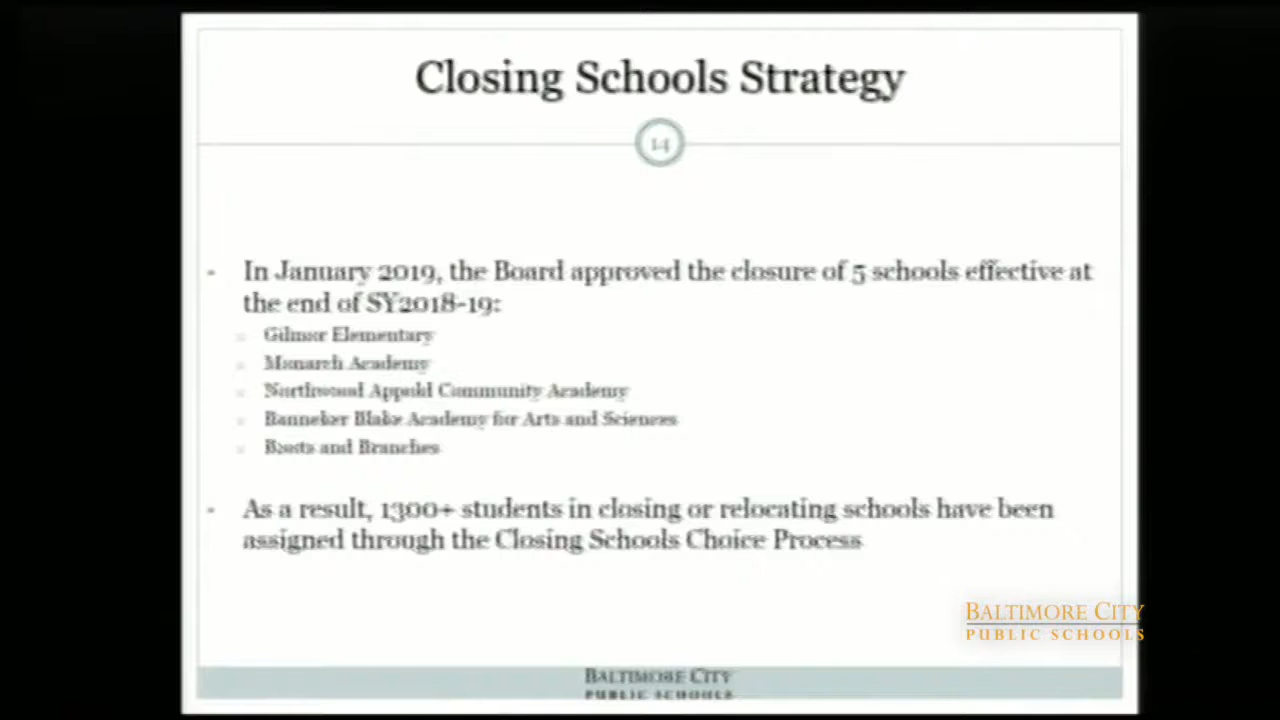 Closing Schools Strategy
14
- In January 2019, the Board approved the closure of 5 schools effective at
the end of SY2018-19:
Gilmor Elementary
Monarch Academy
Northwood Appold Community Academy
Banneker Blake Academy for Arts and Sciences
Roots and Branches
- As a result, 1300+ students in closing or relocating schools have been
assigned through the Closing Schools Choice Process
BALTIMORE CITY
PUBLIC SCHOOLS
BALTIMORE CITY
PUBLIC SCHOOLS